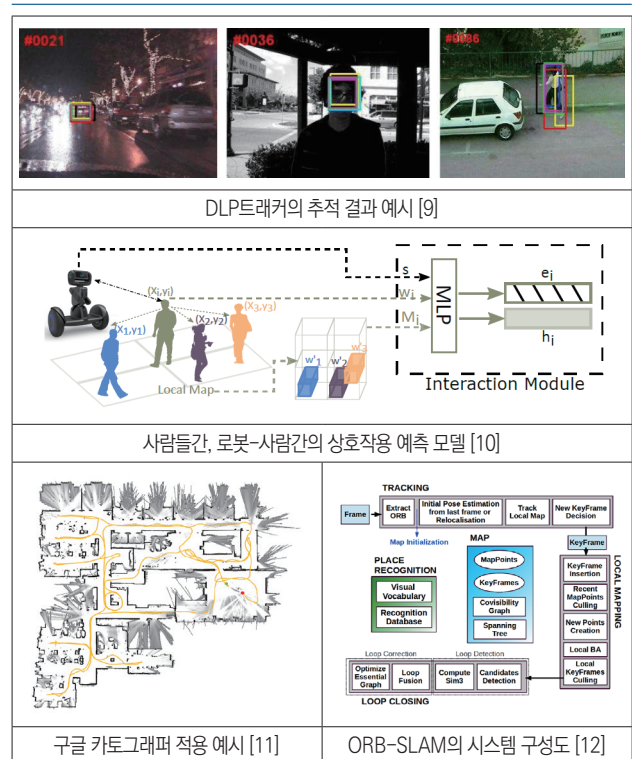 #0021
#0036
#0086
DLP트래커의 추적 결과 예시 [9]
(Xi,yi)
(X1,y1)
(X2,y2)
(X3,y3)
Local Map
w'1
w'2
w'3
s
wi
Mi
MLP
ei
hi
Interaction Module
사람들간, 로봇-사람간의 상호작용 예측 모델 [10]
구글 카토그래퍼 적용 예시 [11]
TRACKING
Frame
Extract
ORB
Initial Pose Estimation
from last frame or
Relocalisation
Track
Local Map
New KeyFrame
Decision
Map Initialization
KeyFrame
PLACE
RECOGNITION
Visual
Vocabulary
Recognition
Database
MAP
MapPoints
KeyFrames
Covisibility
Graph
Spanning
Tree
LOCAL MAPPING
KeyFrame
Insertion
Recent
MapPoints
Culling
New Points
Creation
Local BA
Local
KeyFrames
Culling
Loop Correction
Loop Detection
Optimize
Essential
Graph
Loop
Fusion
Compute
Sim3
Candidates
Detection
LOOP CLOSING
ORB-SLAM의 시스템 구성도 [12]